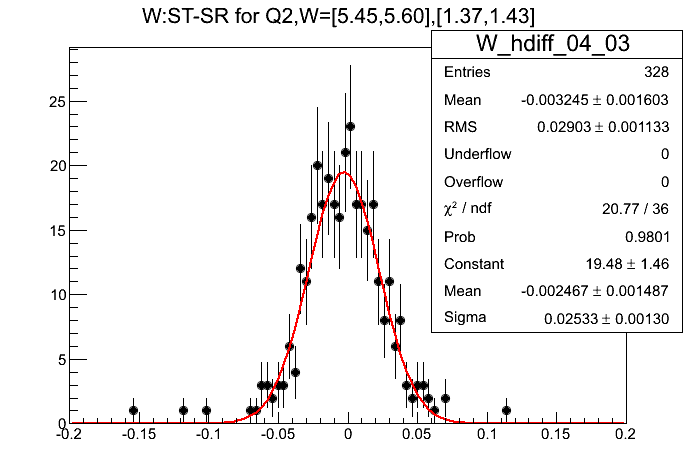 W:ST-SR for Q2,W=[5.45,5.60],[1.37,1.43]
W_hdiff_04_03
Entries 328
Mean -0.003245 ± 0.001603
RMS 0.02903 ± 0.001133
Underflow 0
Overflow 0
χ² / ndf 20.77 / 36
Prob 0.9801
Constant 19.48 ± 1.46
Mean -0.002467 ± 0.001487
Sigma 0.02533 ± 0.00130
25
20
15
10
5
0
-0.2 -0.15 -0.1 -0.05 0 0.05 0.1 0.15 0.2